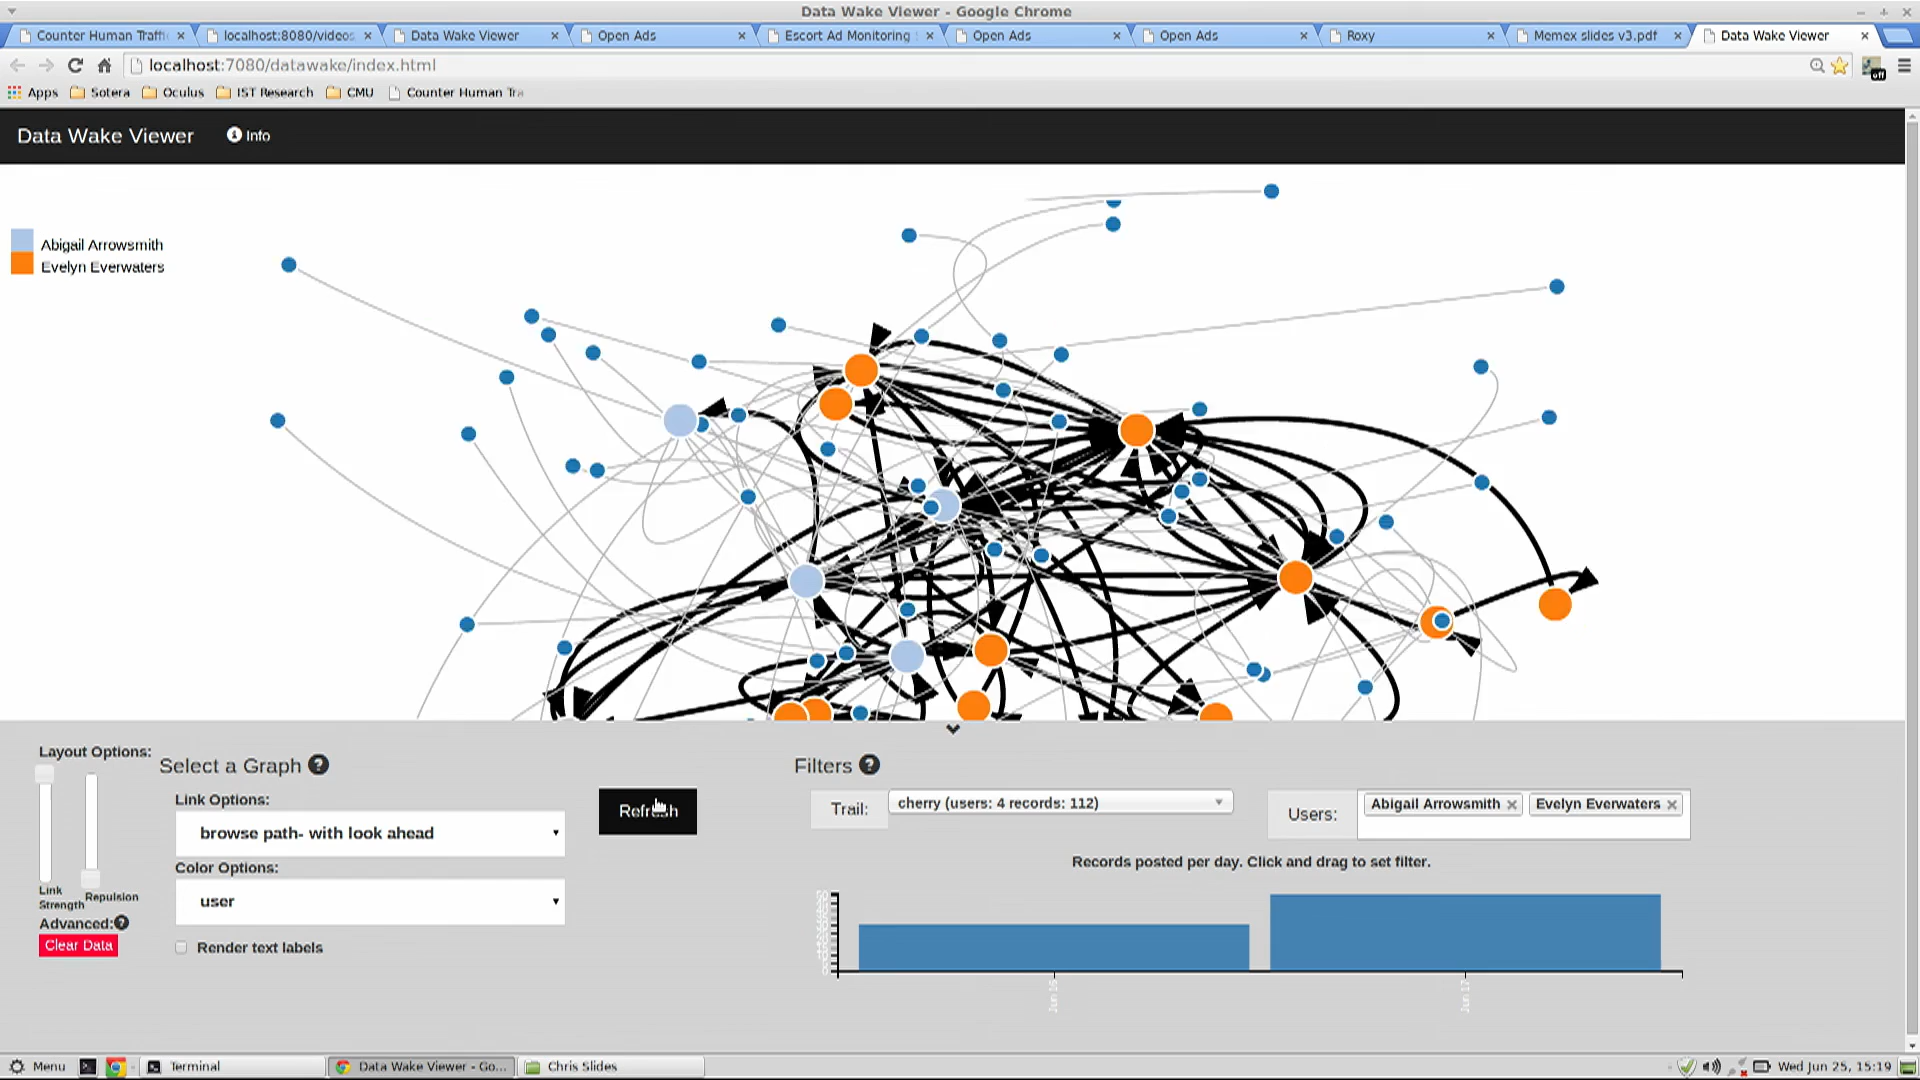 Data Wake Viewer - Google Chrome
Counter Human Traffi
localhost:8080/videos
Data Wake Viewer
Open Ads
Escort Ad Monitoring
Open Ads
Open Ads
Roxy
Memex slides v3.pdf
Data Wake Viewer
localhost:7080/datawake/index.html
off
Apps
Sotera
Oculus
IST Research
CMU
Counter Human Tra
Data Wake Viewer
Info
Abigail Arrowsmith
Evelyn Everwaters
Layout Options:
Link
Strength
Repulsion
Advanced:
Clear Data
Select a Graph
Link Options:
browse path- with look ahead
Color Options:
user
Render text labels
Refresh
Filters
Trail:
cherry (users: 4 records: 112)
Users:
Abigail Arrowsmith
Evelyn Everwaters
Records posted per day. Click and drag to set filter.
Jun 16
Jun 17
Menu
Terminal
Data Wake Viewer - Go...
Chris Slides
Wed Jun 25, 15:19